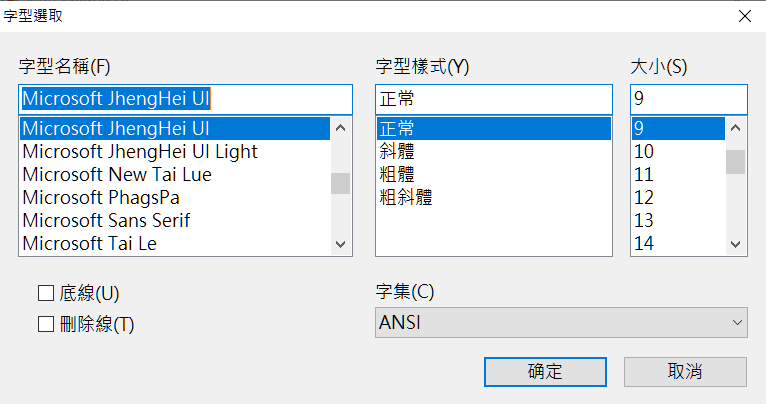 字型選取
字型名稱(F)
字型樣式(Y)
大小(S)
Microsoft JhengHei UI
正常
9
Microsoft JhengHei UI
Microsoft JhengHei UI Light
Microsoft New Tai Lue
Microsoft PhagsPa
Microsoft Sans Serif
Microsoft Tai Le
正常
斜體
粗體
粗斜體
9
10
11
12
13
14
底線(U)
刪除線(T)
字集(C)
ANSI
确定
取消